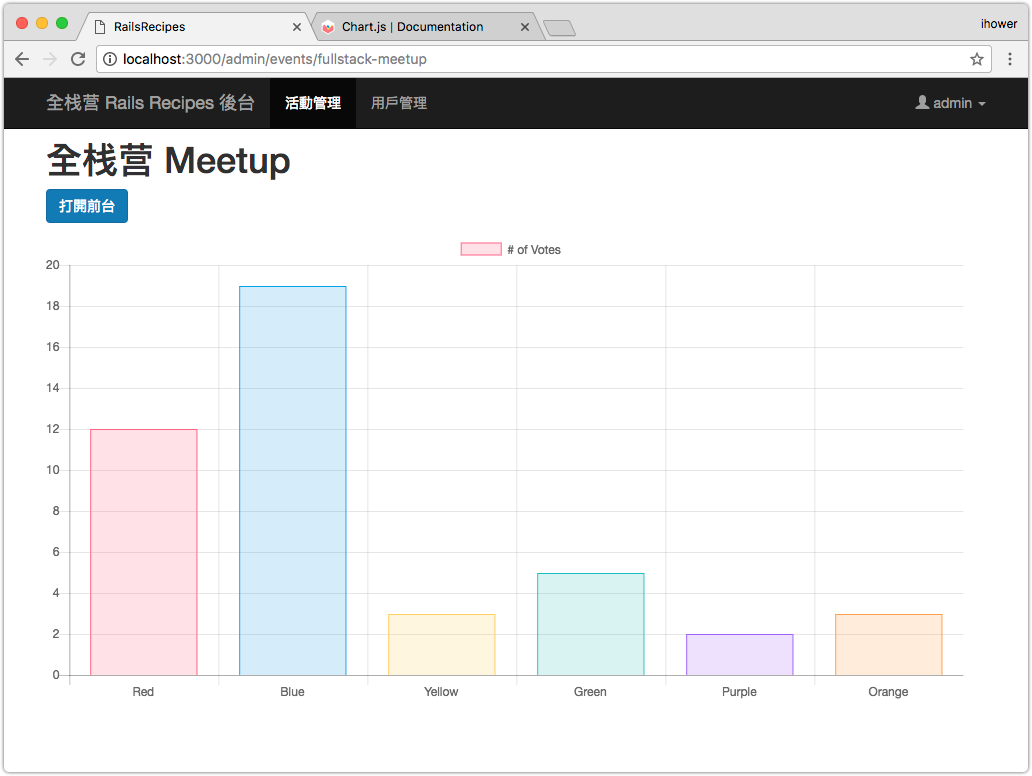 RailsRecipes
Chart.js | Documentation
ihower
localhost:3000/admin/events/fullstack-meetup
全栈营 Rails Recipes 後台
活動管理
用戶管理
admin
全栈营 Meetup
打開前台
# of Votes
20
18
16
14
12
10
8
6
4
2
0
Red
Blue
Yellow
Green
Purple
Orange